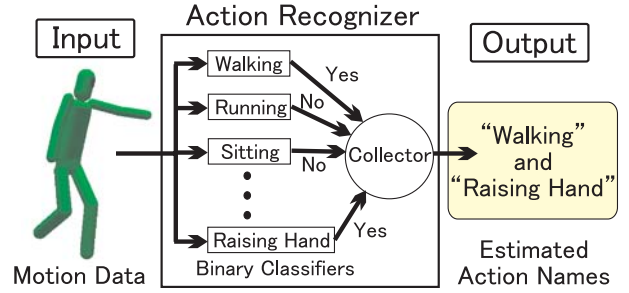 Action Recognizer
Input
Output
Walking
Yes
Running
No
Sitting
No
Collector
Raising Hand
Yes
Binary Classifiers
Motion Data
“Walking”
and
“Raising Hand”
Estimated
Action Names